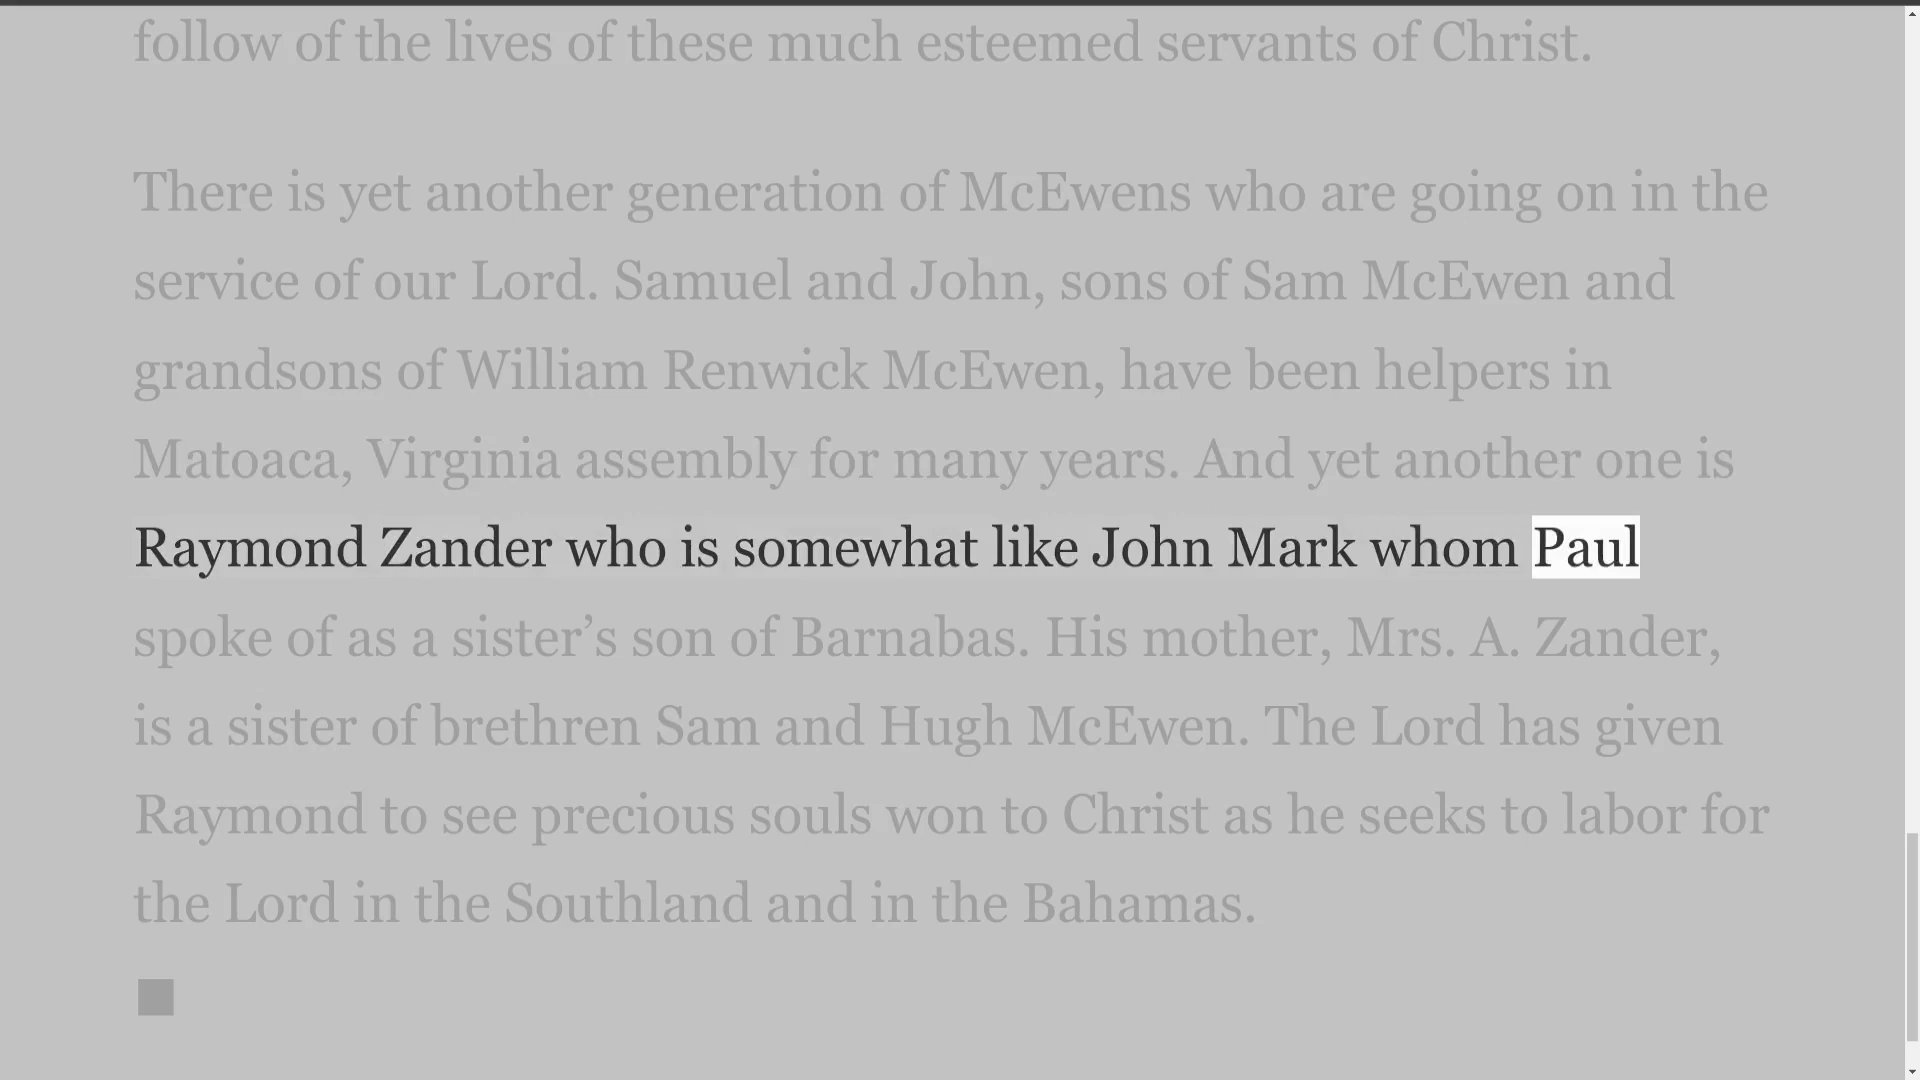 follow of the lives of these much esteemed servants of Christ.
There is yet another generation of McEwens who are going on in the
service of our Lord. Samuel and John, sons of Sam McEwen and
grandsons of William Renwick McEwen, have been helpers in
Matoaca, Virginia assembly for many years. And yet another one is
Raymond Zander who is somewhat like John Mark whom Paul
spoke of as a sister’s son of Barnabas. His mother, Mrs. A. Zander,
is a sister of brethren Sam and Hugh McEwen. The Lord has given
Raymond to see precious souls won to Christ as he seeks to labor for
the Lord in the Southland and in the Bahamas.